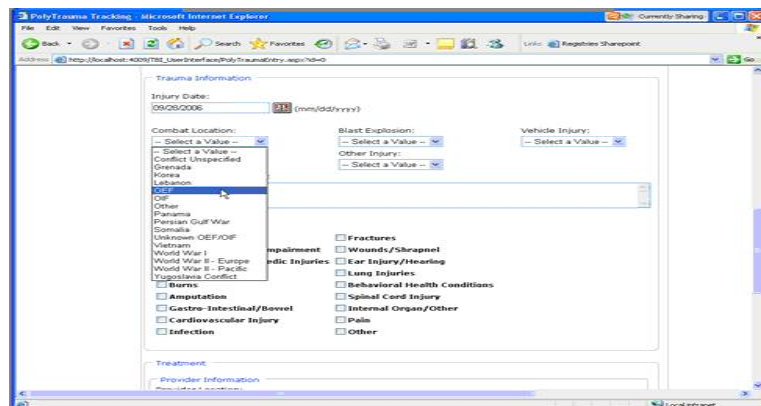 PolyTrauma Tracking - Microsoft Internet Explorer
Currently Sharing
File Edit View Favorites Tools Help
Back Search Favorites Links Registries Sharepoint
Address http://localhost:4009/TBI_UserInterface/PolyTraumaEntry.aspx?id=0 Go
Trauma Information
Injury Date:
09/28/2006 (mm/dd/yyyy)
Combat Location: Blast Explosion: Vehicle Injury:
-- Select a Value -- -- Select a Value -- -- Select a Value --
-- Select a Value -- Other Injury:
Conflict Unspecified
Grenada -- Select a Value --
Korea
Lebanon
OEF
OIF
Other
Panama
Persian Gulf War
Somalia
Unknown OEF/OIF Fractures
Vietnam
World War I mpairment Wounds/Shrapnel
World War II - Europe edic Injuries Ear Injury/Hearing
World War II - Pacific
Yugoslavia Conflict Lung Injuries
Burns Behavioral Health Conditions
Amputation Spinal Cord Injury
Gastro-Intestinal/Bowel Internal Organ/Other
Cardiovascular Injury Pain
Infection Other
Treatment
Provider Information
Local intranet